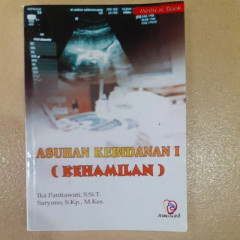 Medical Book
ASUHAN KEBIDANAN I
( KEHAMILAN )
Ika Pantiawati, S.Si.T.
Saryono, S.Kp., M.Kes.